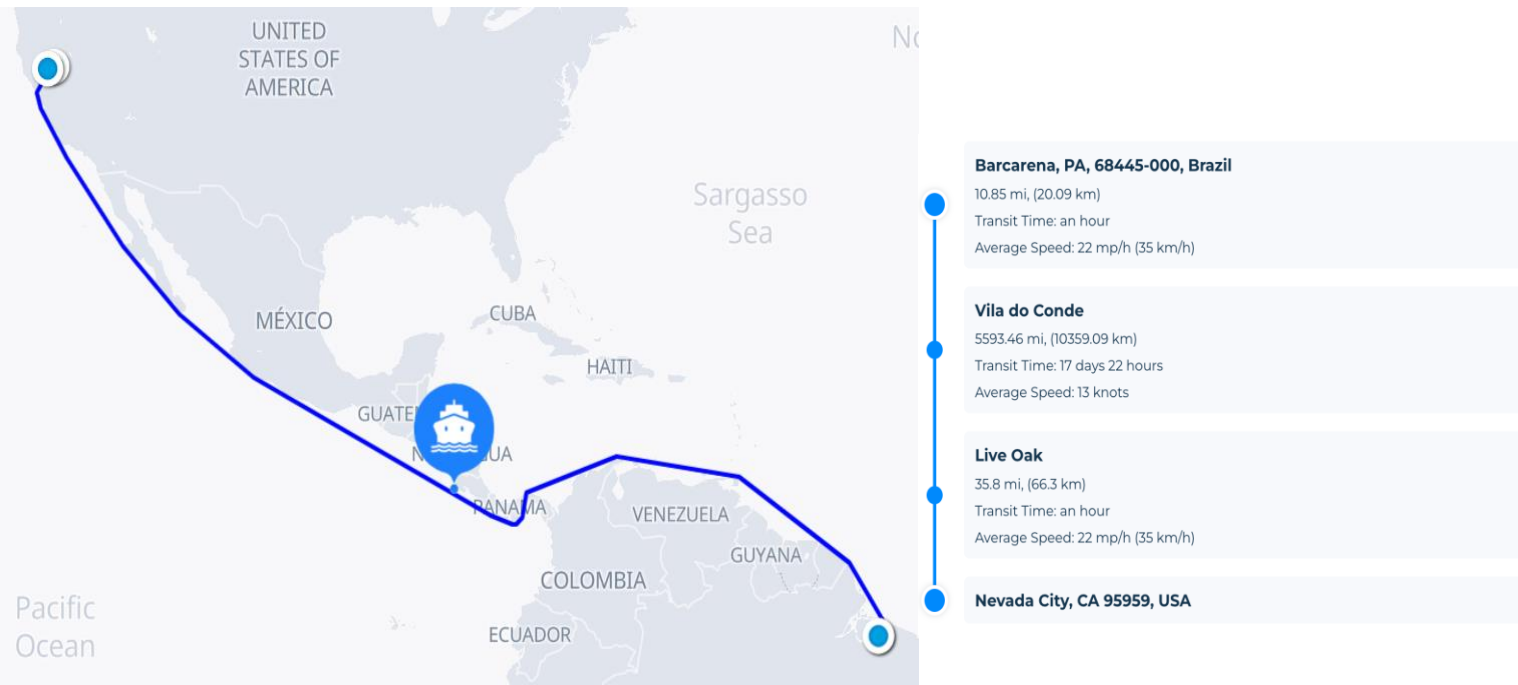 UNITED
STATES OF
AMERICA
No
Sargasso
Sea
MÉXICO
CUBA
HAITI
GUATE
N
UA
PANAMA
VENEZUELA
GUYANA
COLOMBIA
Pacific
Ocean
ECUADOR
Barcarena, PA, 68445-000, Brazil
10.85 mi, (20.09 km)
Transit Time: an hour
Average Speed: 22 mp/h (35 km/h)
Vila do Conde
5593.46 mi, (10359.09 km)
Transit Time: 17 days 22 hours
Average Speed: 13 knots
Live Oak
35.8 mi, (66.3 km)
Transit Time: an hour
Average Speed: 22 mp/h (35 km/h)
Nevada City, CA 95959, USA